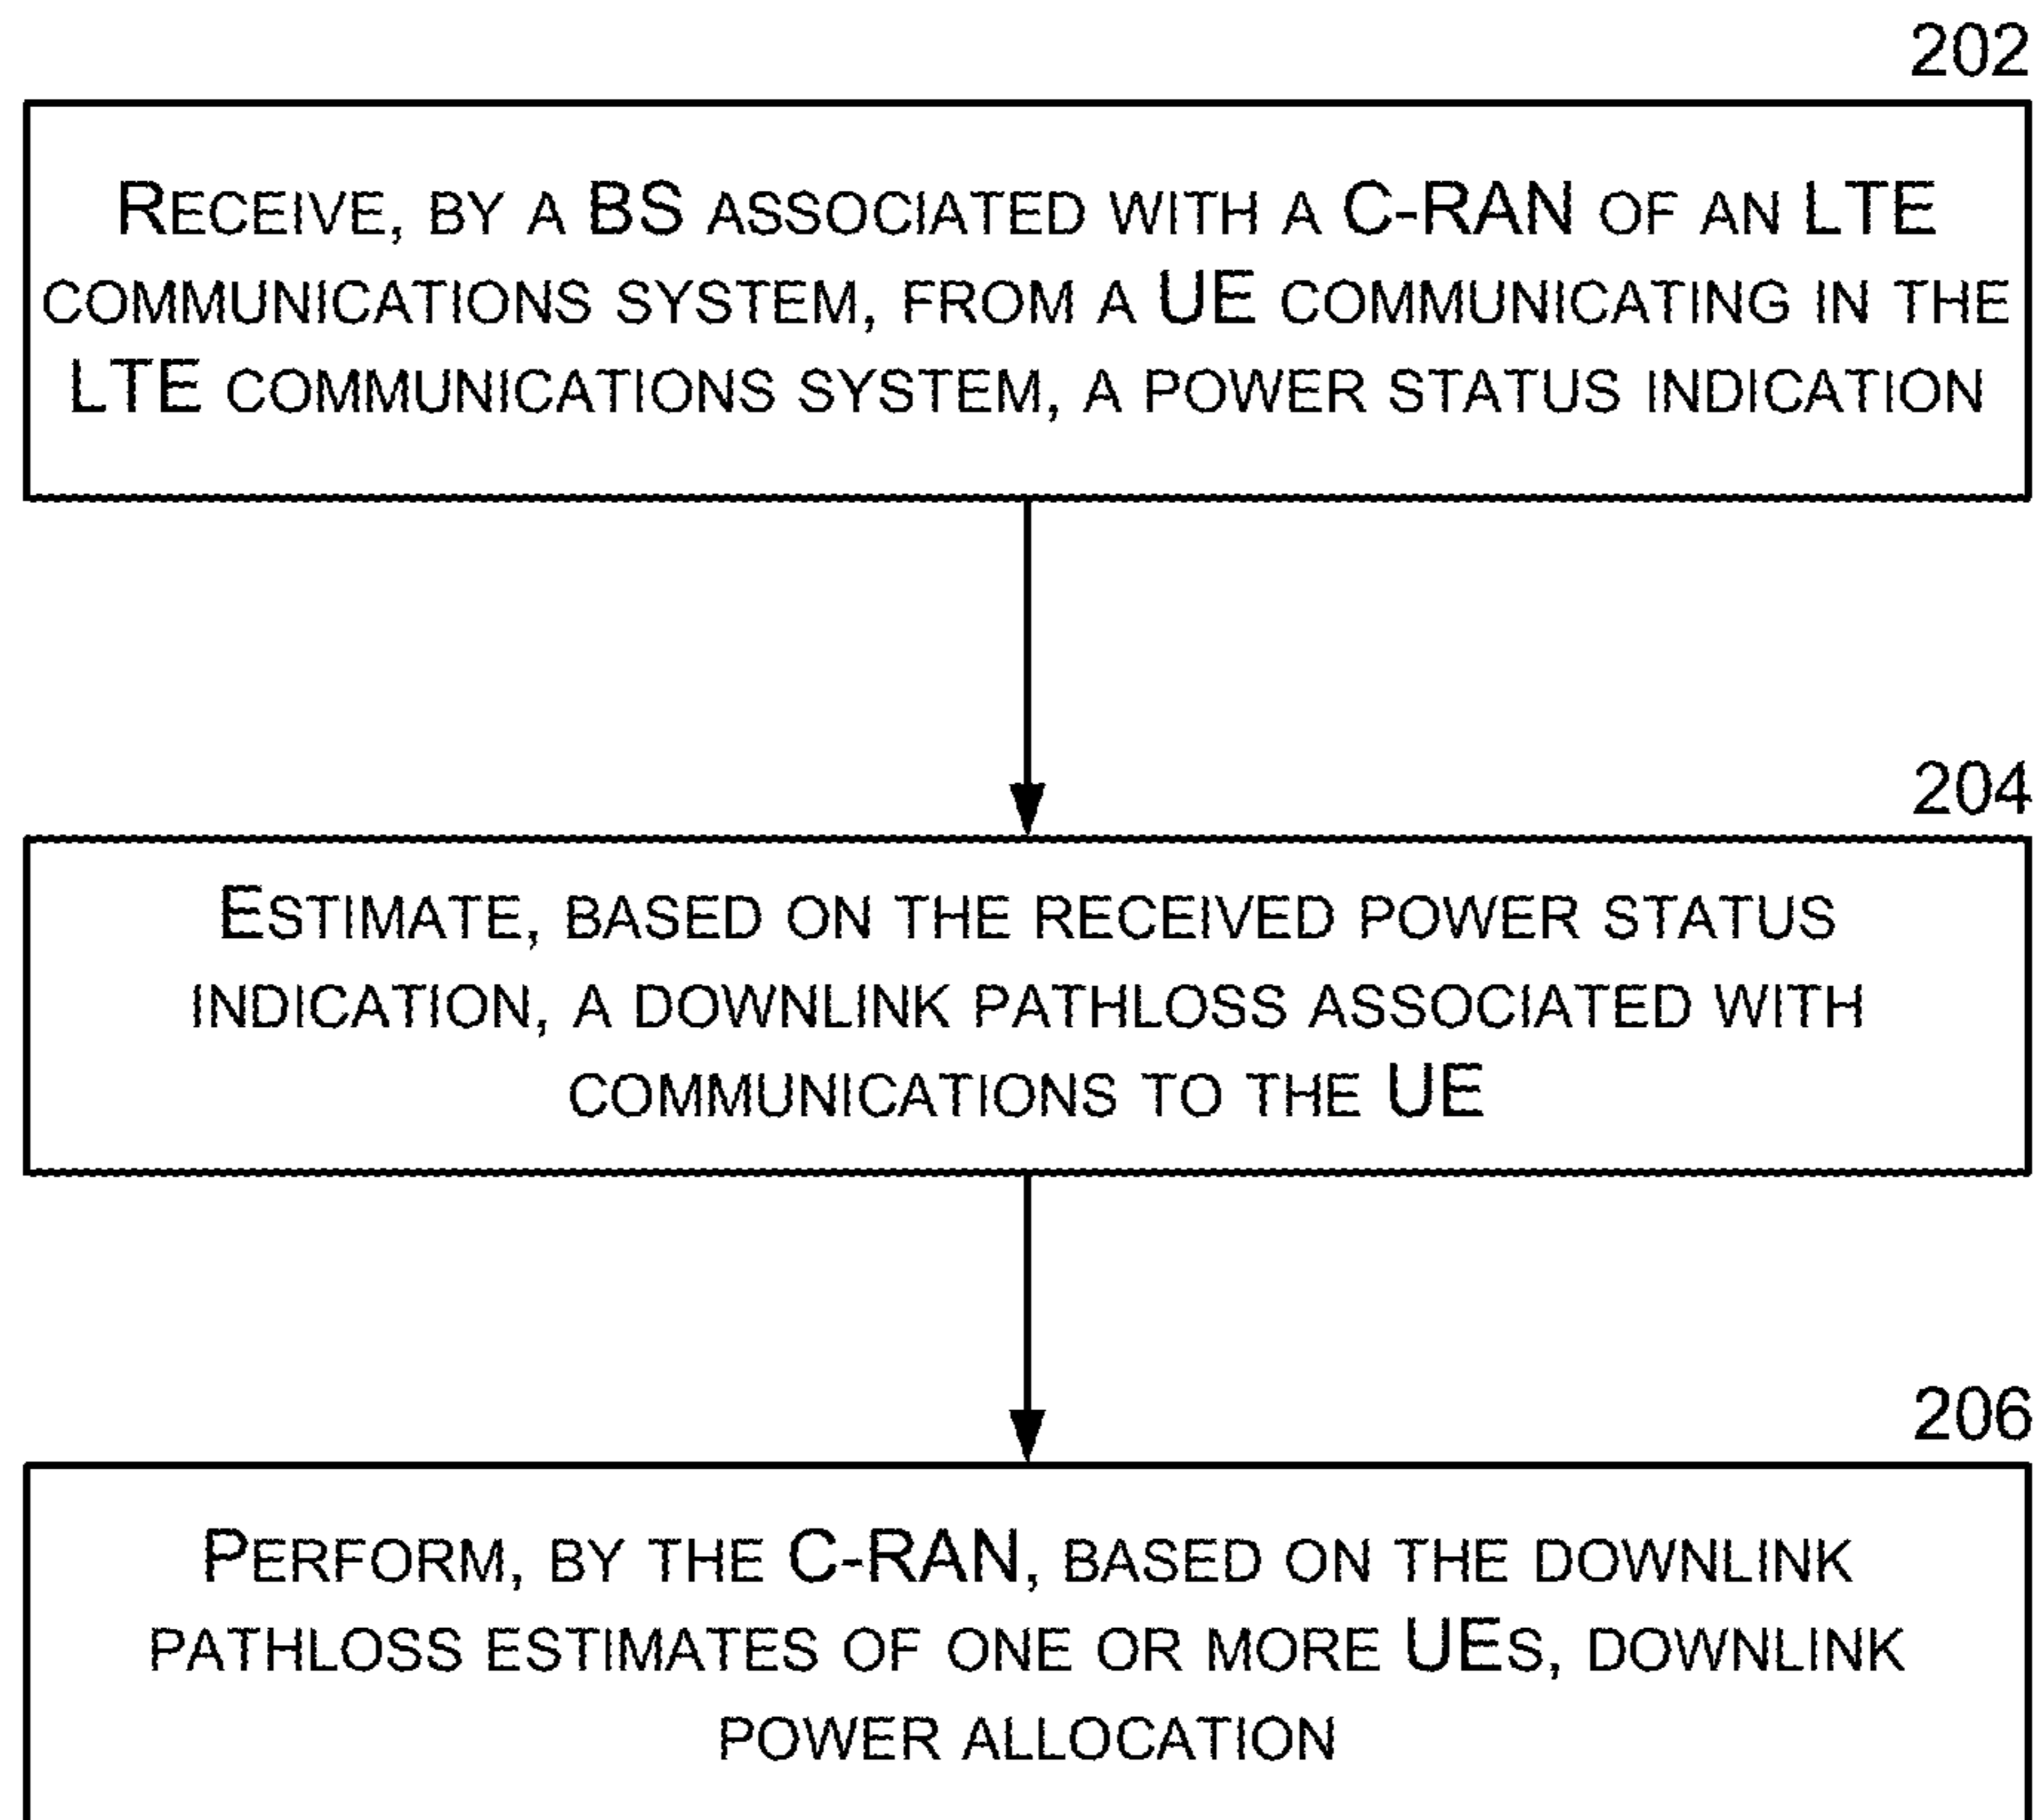 202
RECEIVE, BY A BS ASSOCIATED WITH A C-RAN OF AN LTE
COMMUNICATIONS SYSTEM, FROM A UE COMMUNICATING IN THE
LTE COMMUNICATIONS SYSTEM, A POWER STATUS INDICATION
204
ESTIMATE, BASED ON THE RECEIVED POWER STATUS
INDICATION, A DOWNLINK PATHLOSS ASSOCIATED WITH
COMMUNICATIONS TO THE UE
206
PERFORM, BY THE C-RAN, BASED ON THE DOWNLINK
PATHLOSS ESTIMATES OF ONE OR MORE UES, DOWNLINK
POWER ALLOCATION